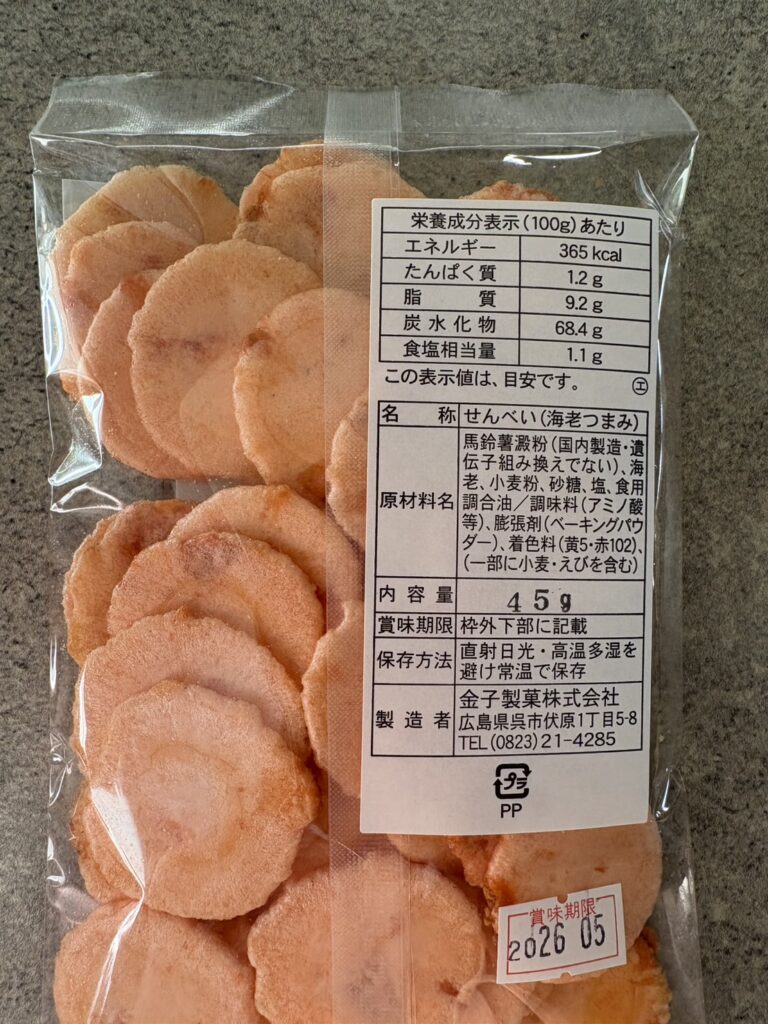 栄養成分表示(100g)あたり
エネルギー 365 kcal
たんぱく質 1.2 g
脂質 9.2 g
炭水化物 68.4 g
食塩相当量 1.1 g
この表示値は、目安です。 エ
名称 せんべい(海老つまみ)
原材料名 馬鈴薯澱粉(国内製造・遺
伝子組み換えでない)、海
老、小麦粉、砂糖、塩、食用
調合油/調味料(アミノ酸
等)、膨張剤(ベーキングパウ
ダー)、着色料(黄5・赤102)、
(一部に小麦・えびを含む)
内容量 45g
賞味期限 枠外下部に記載
保存方法 直射日光・高温多湿を
避け常温で保存
製造者 金子製菓株式会社
広島県呉市伏原1丁目5-8
TEL(0823)21-4285
プラ
PP
賞味期限
2026 05